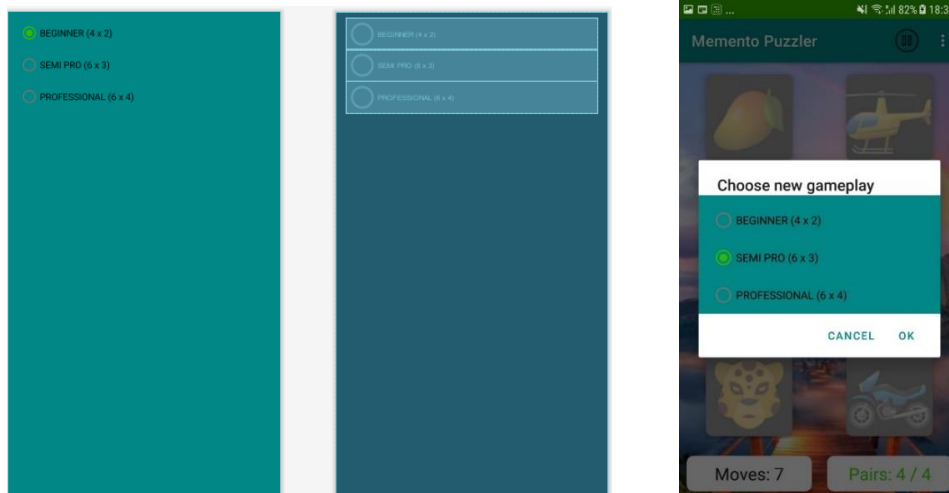 BEGINNER (4 x 2)
SEMI PRO (6 x 3)
PROFESSIONAL (6 x 4)
BEGINNER (4 x 2)
SEMI PRO (6 x 3)
PROFESSIONAL (6 x 4)
... 82% 18:3
Memento Puzzler
Choose new gameplay
BEGINNER (4 x 2)
SEMI PRO (6 x 3)
PROFESSIONAL (6 x 4)
CANCEL OK
Moves: 7 Pairs: 4 / 4